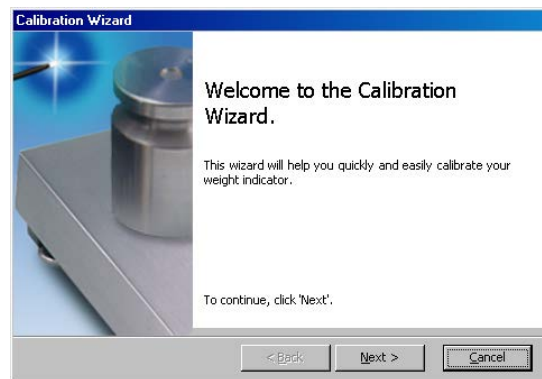 Calibration Wizard
Welcome to the Calibration
Wizard.
This wizard will help you quickly and easily calibrate your
weight indicator.
To continue, click 'Next'.
< Back
Next >
Cancel